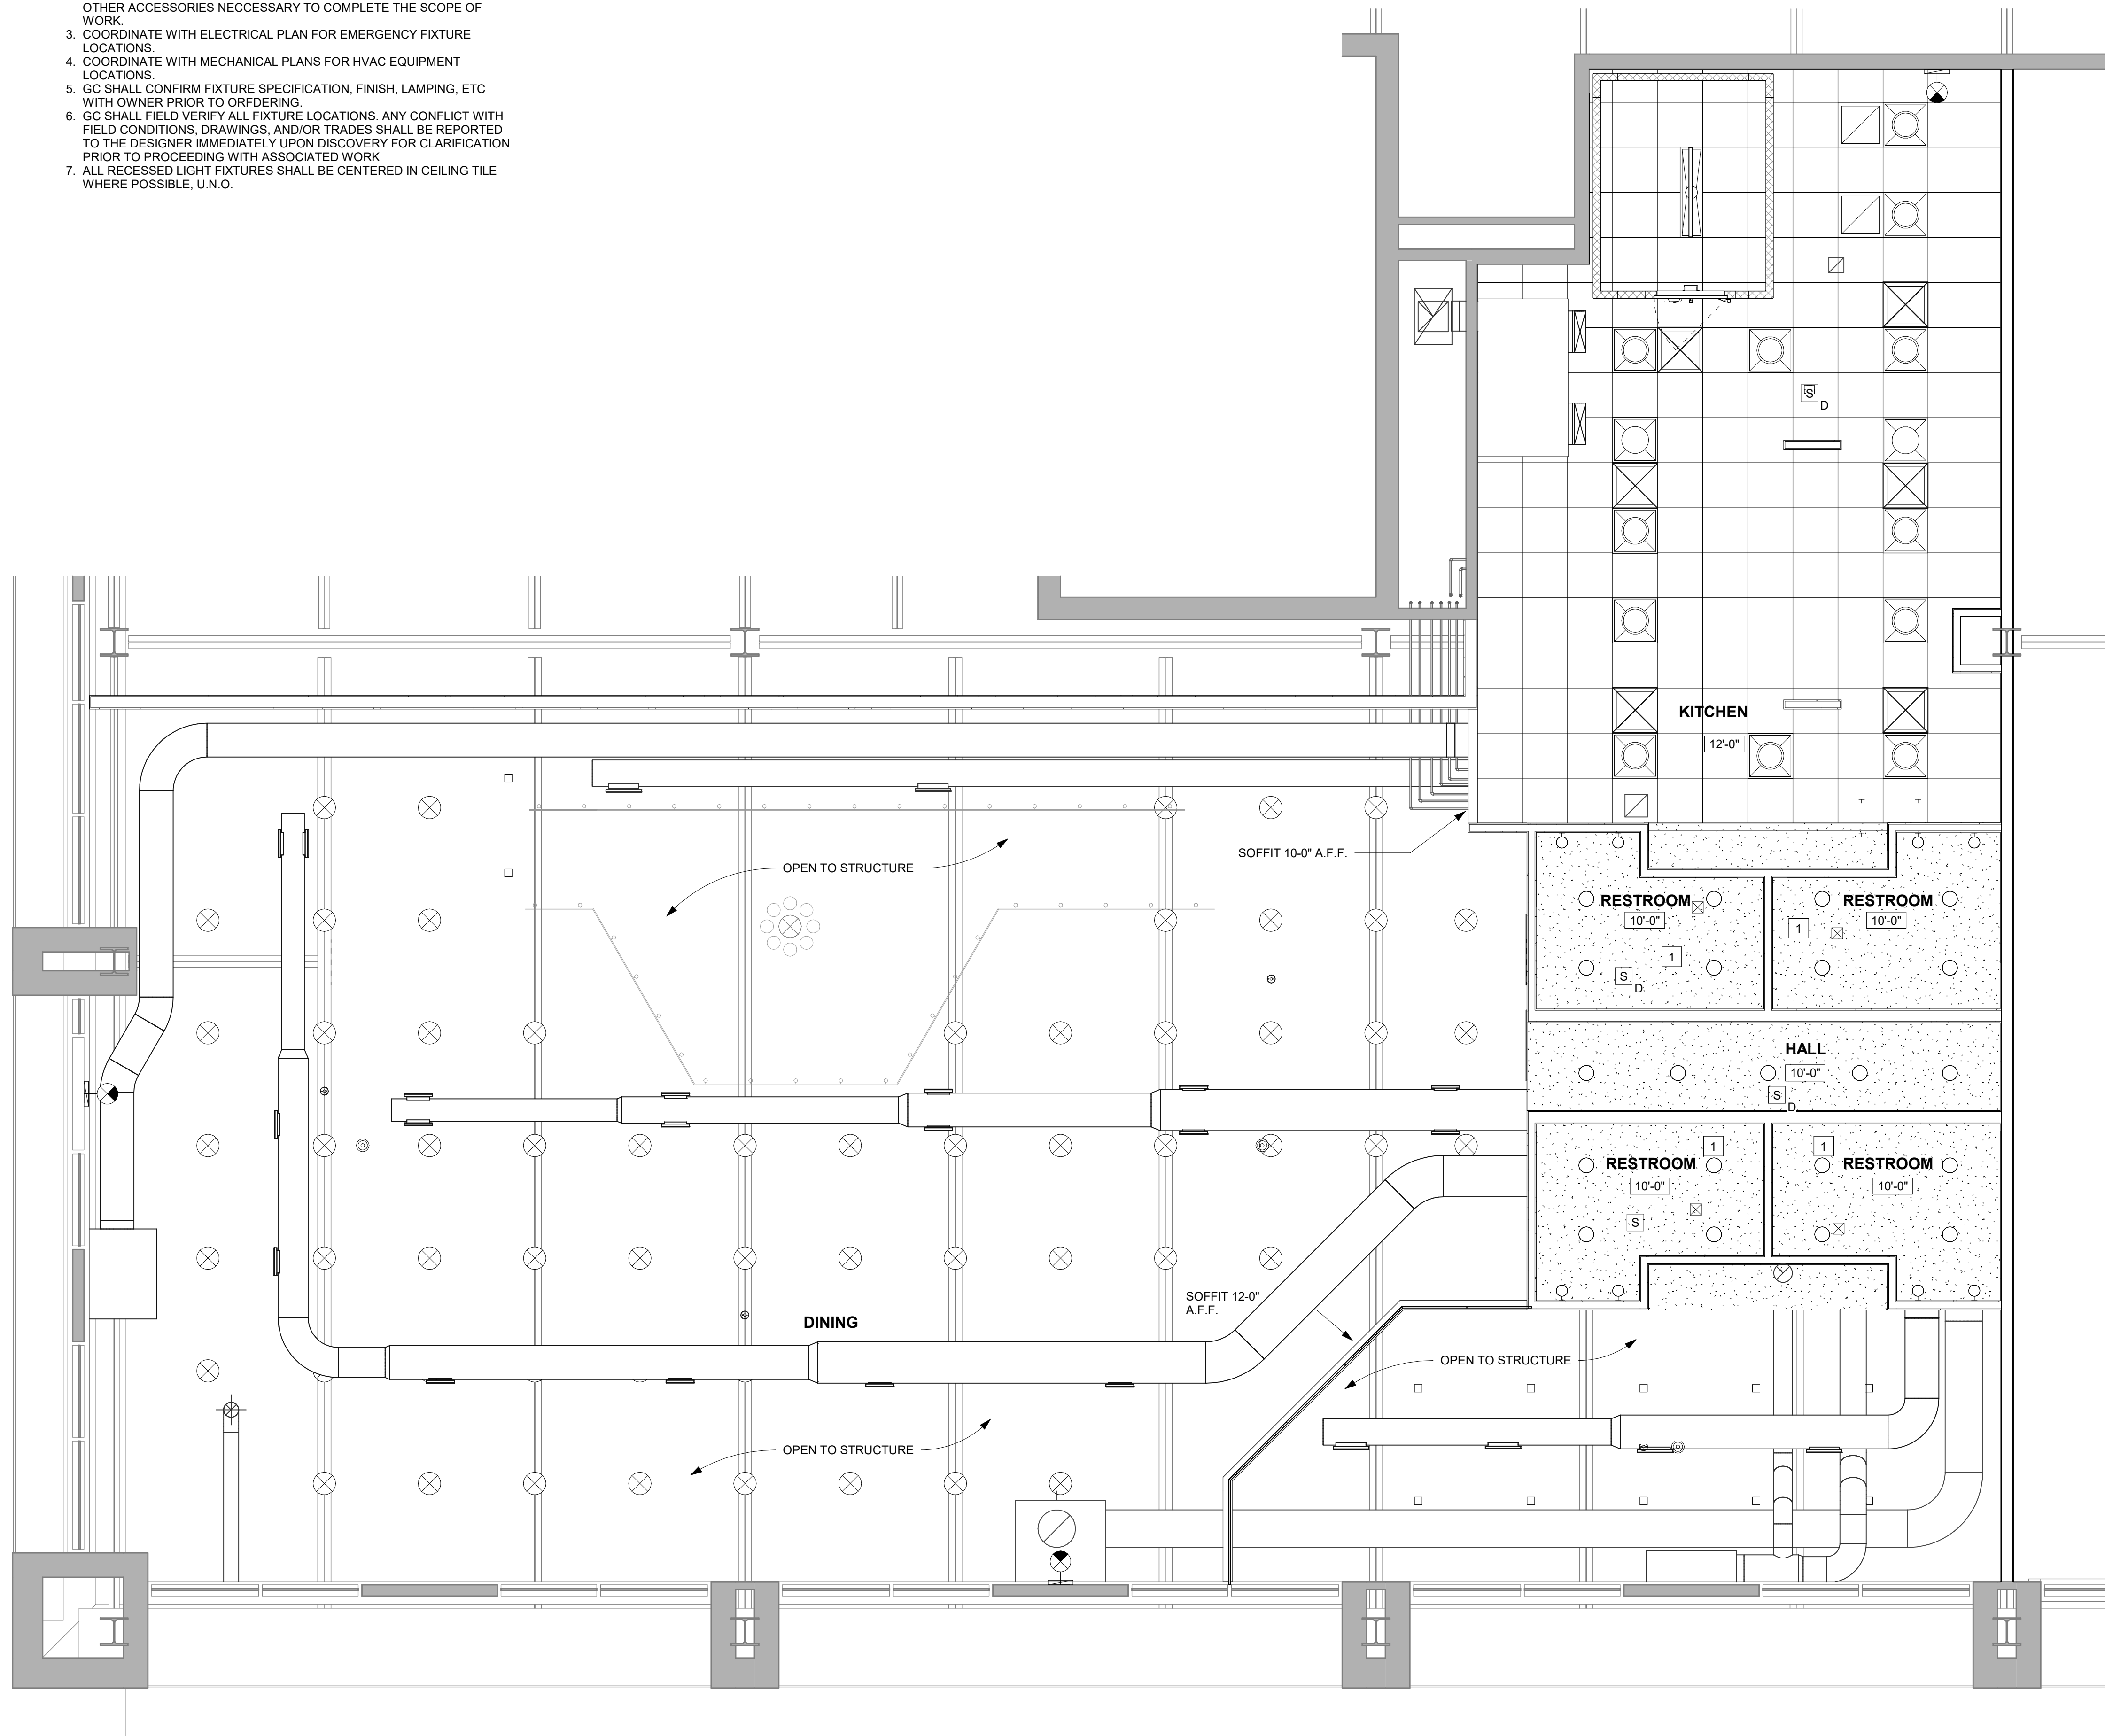 OTHER ACCESSORIES NECCESSARY TO COMPLETE THE SCOPE OF
WORK.
3. COORDINATE WITH ELECTRICAL PLAN FOR EMERGENCY FIXTURE
LOCATIONS.
4. COORDINATE WITH MECHANICAL PLANS FOR HVAC EQUIPMENT
LOCATIONS.
5. GC SHALL CONFIRM FIXTURE SPECIFICATION, FINISH, LAMPING, ETC
WITH OWNER PRIOR TO ORFDERING.
6. GC SHALL FIELD VERIFY ALL FIXTURE LOCATIONS. ANY CONFLICT WITH
FIELD CONDITIONS, DRAWINGS, AND/OR TRADES SHALL BE REPORTED
TO THE DESIGNER IMMEDIATELY UPON DISCOVERY FOR CLARIFICATION
PRIOR TO PROCEEDING WITH ASSOCIATED WORK
7. ALL RECESSED LIGHT FIXTURES SHALL BE CENTERED IN CEILING TILE
WHERE POSSIBLE, U.N.O.
S
D
KITCHEN
12'-0"
SOFFIT 10-0" A.F.F.
OPEN TO STRUCTURE
RESTROOM
10'-0"
1
S
D
RESTROOM
10'-0"
1
HALL
10'-0"
S
D
RESTROOM
10'-0"
1
S
RESTROOM
10'-0"
1
SOFFIT 12-0"
A.F.F.
DINING
OPEN TO STRUCTURE
OPEN TO STRUCTURE